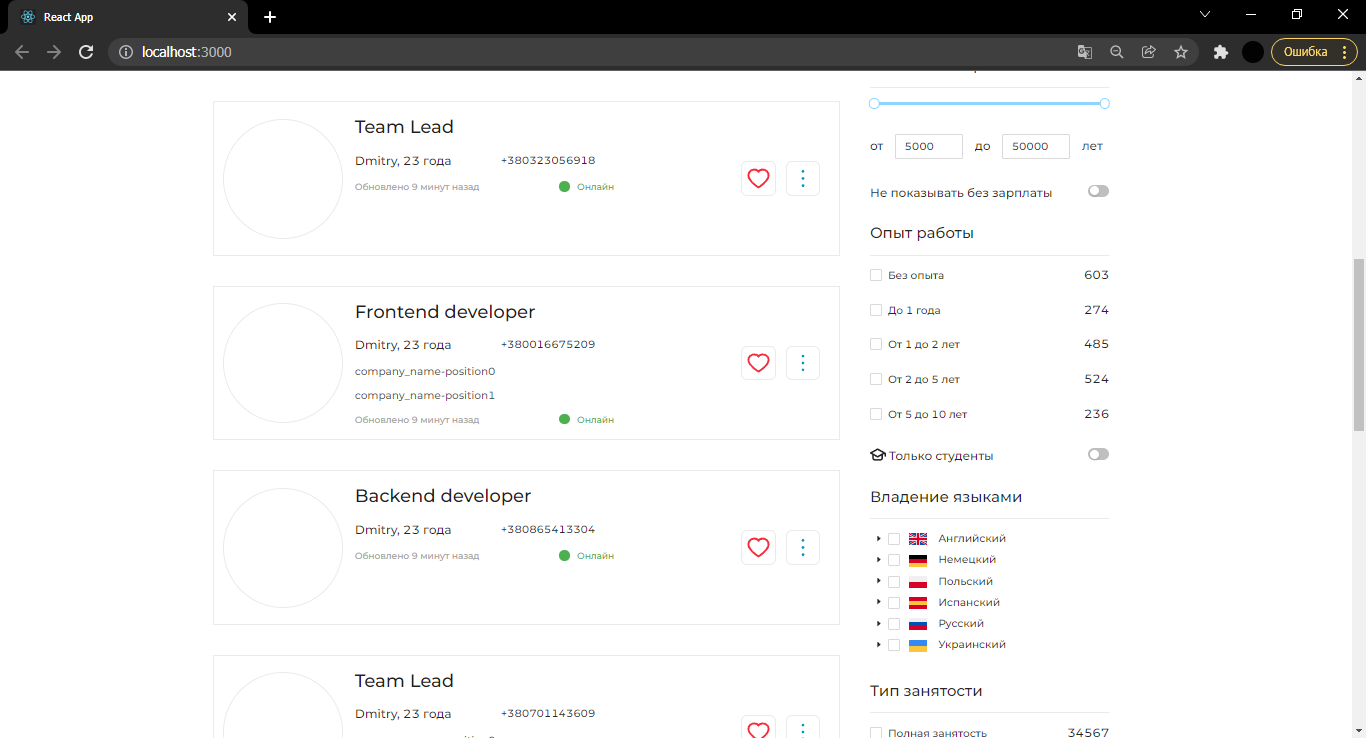 React App
localhost:3000
Ошибка
Team Lead
Dmitry, 23 года +380323056918
Обновлено 9 минут назад Онлайн
Frontend developer
Dmitry, 23 года +380016675209
company_name-position0
company_name-position1
Обновлено 9 минут назад Онлайн
Backend developer
Dmitry, 23 года +380865413304
Обновлено 9 минут назад Онлайн
Team Lead
Dmitry, 23 года +380701143609
от 5000 до 50000 лет
Не показывать без зарплаты
Опыт работы
Без опыта 603
До 1 года 274
От 1 до 2 лет 485
От 2 до 5 лет 524
От 5 до 10 лет 236
Только студенты
Владение языками
Английский
Немецкий
Польский
Испанский
Русский
Украинский
Тип занятости
Полная занятость 34567